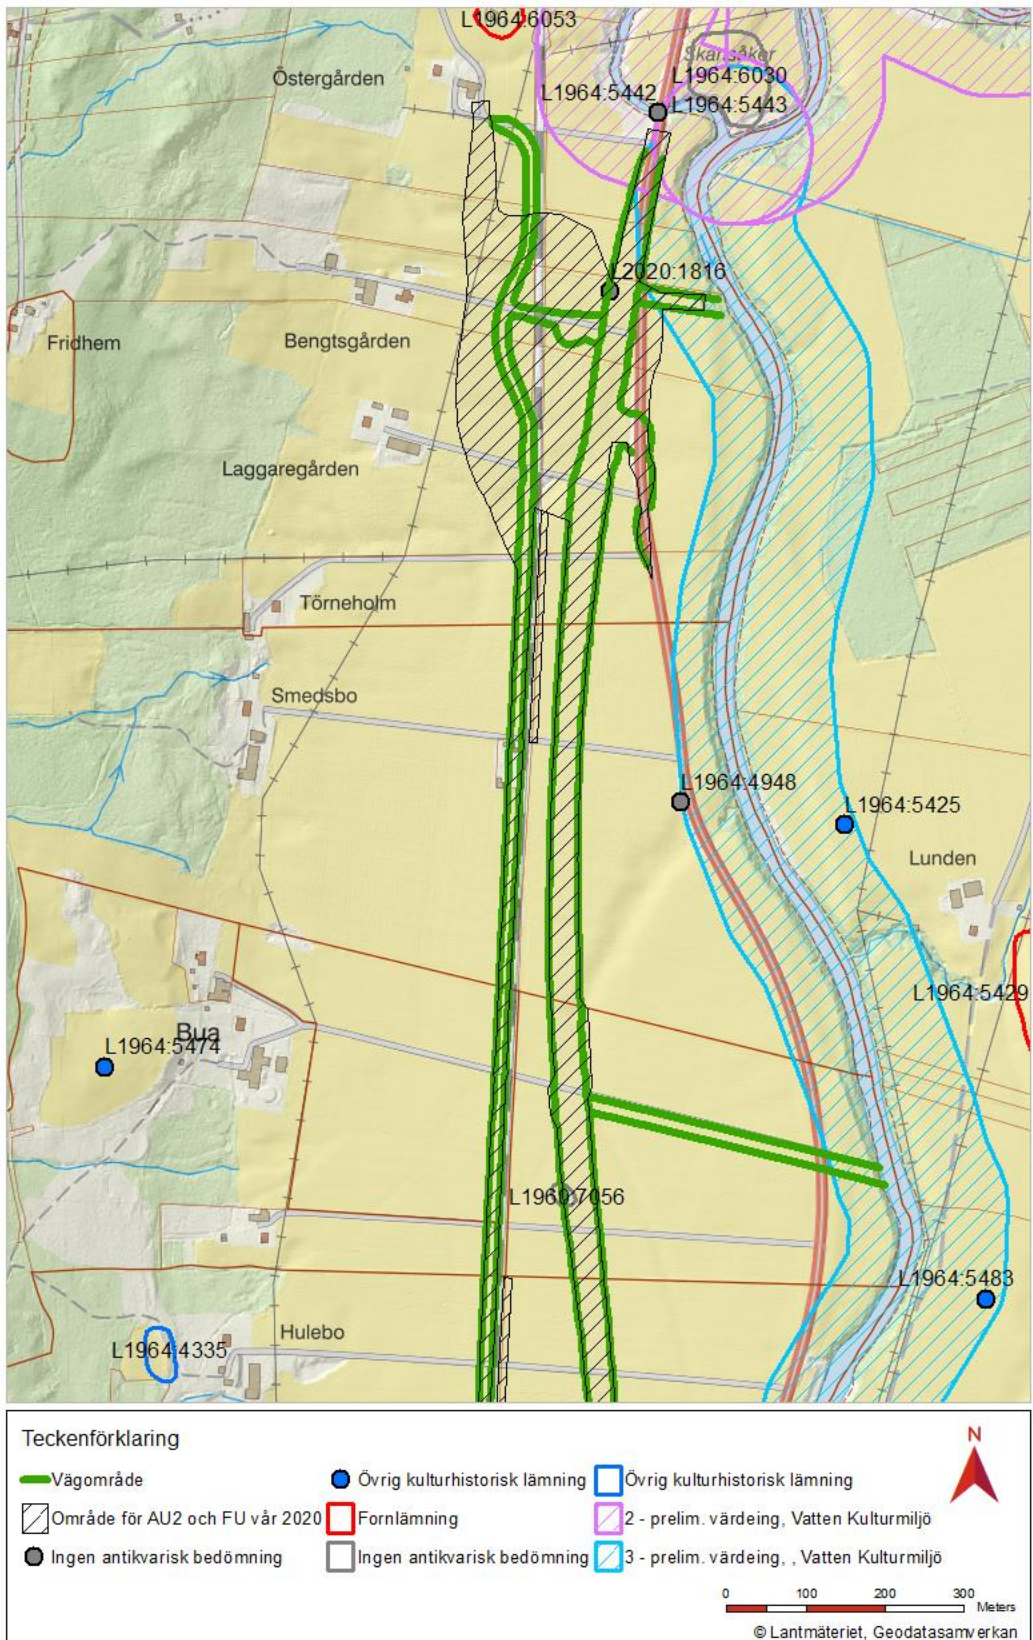 L1964:6053
Skansåker
Östergården
L1964:6030
L1964:5442
L1964:5443
L2020:1816
Fridhem
Bengtsgården
Laggaregården
Törneholm
Smedsbo
L1964:4948
L1964:5425
Lunden
L1964:5429
Bua
L1964:5474
L1960:7056
L1964:5483
Hulebo
L1964:4335
Teckenförklaring
N
Vägområde
Övrig kulturhistorisk lämning
Övrig kulturhistorisk lämning
Område för AU2 och FU vår 2020
Fornlämning
2 - prelim. värdeing, Vatten Kulturmiljö
Ingen antikvarisk bedömning
Ingen antikvarisk bedömning
3 - prelim. värdeing, , Vatten Kulturmiljö
0 100 200 300
Meters
© Lantmäteriet, Geodatasamverkan